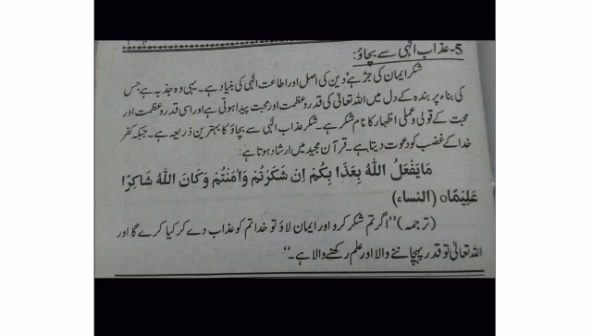 5-عذاب الٰہی سے بچاؤ:
شکر ایمان کی جڑ ہے دین کی اصل اور اطاعت الٰہی کی بنیاد ہے۔ یہی وہ جذبہ ہے جس
کی بناء پر بندہ کے دل میں اللہ تعالیٰ کی قدر و عظمت اور محبت پیدا ہوتی ہے اور اسی قدر و عظمت اور
محبت کے قولی و عملی اظہار کا نام شکر ہے۔ شکر عذاب الٰہی سے بچاؤ کا بہترین ذریعہ ہے۔ جبکہ کفر
خدا کے غضب کو دعوت دیتا ہے۔ قرآن مجید میں ارشاد ہوتا ہے:
مَا يَفْعَلُ اللّٰهُ بِعَذَا بِكُمْ اِنْ شَكَرْتُمْ وَاٰمَنْتُمْ وَكَانَ اللّٰهُ شَاكِرًا
عَلِيْمًاo (النساء)
(ترجمہ) "اگر تم شکر کرو اور ایمان لاؤ تو خدا تم کو عذاب دے کر کیا کرے گا اور
اللہ تعالیٰ تو قدر پہچاننے والا اور علم رکھنے والا ہے۔"